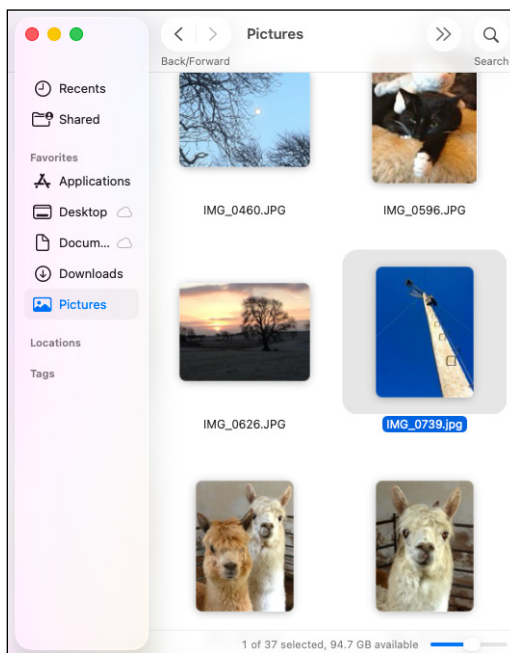 Pictures
Back/Forward
Search
Recents
Shared
Favorites
Applications
Desktop
Docum...
Downloads
Pictures
Locations
Tags
IMG_0460.JPG
IMG_0596.JPG
IMG_0626.JPG
IMG_0739.jpg
1 of 37 selected, 94.7 GB available